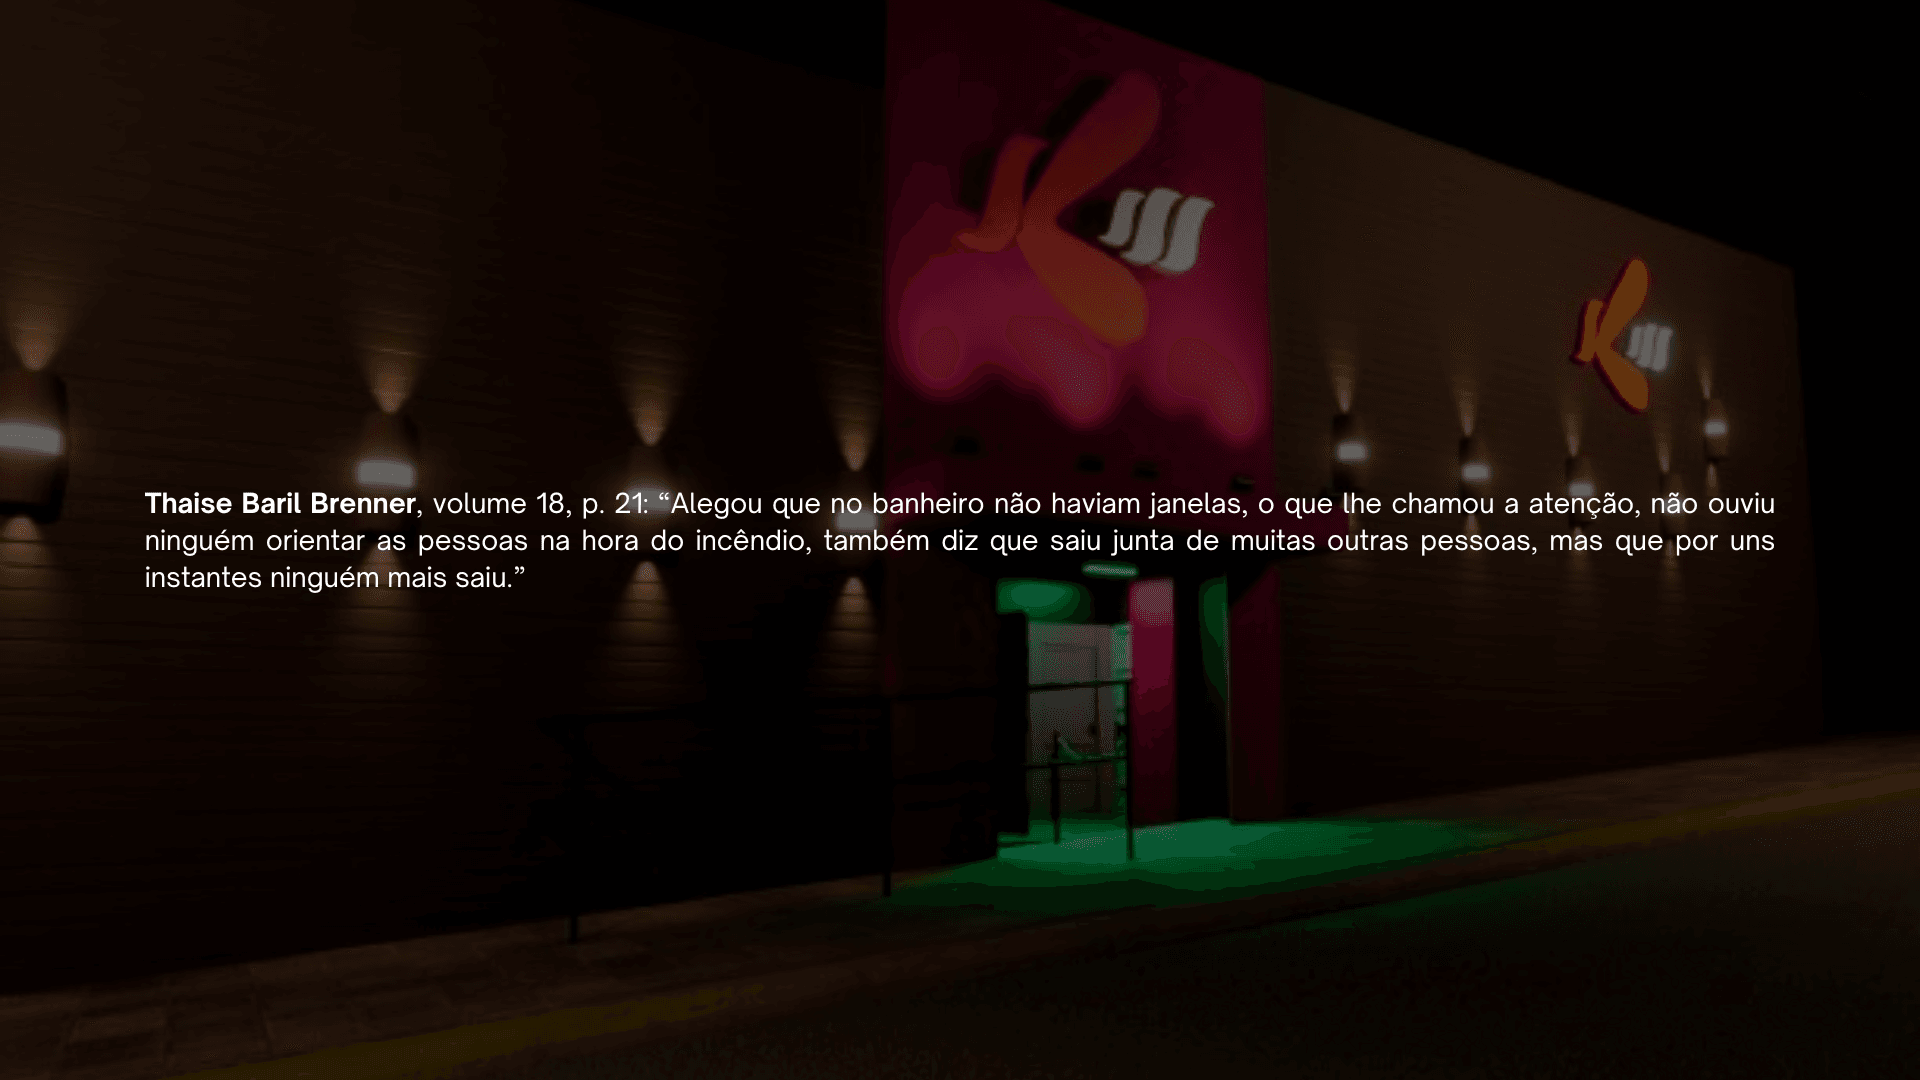 Kiss
Kiss
Thaise Baril Brenner, volume 18, p. 21: “Alegou que no banheiro não haviam janelas, o que lhe chamou a atenção, não ouviu
ninguém orientar as pessoas na hora do incêndio, também diz que saiu junta de muitas outras pessoas, mas que por uns
instantes ninguém mais saiu.”